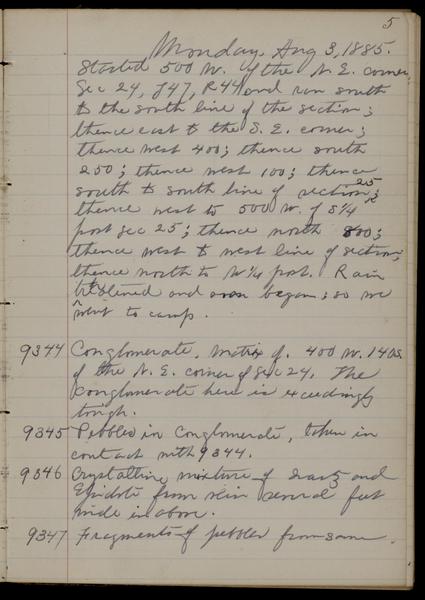 5
Monday, Aug 3, 1885.
Started 500 W. of the N. E. corner,
Sec 24, T47, R44 and ran south
to the south line of the section;
thence east to the S. E. corner;
thence west 400; thence south
250; thence west 100; thence
south to south line of section 25;
thence west to 500 W. of S 1/4
post sec 25; thence north 800;
thence west to west line of section;
thence north to W 1/4 post. Rain
threatened and soon began; so we
went to camp.
9344 Conglomerate, matrix of. 400 W. 140 S.
of the N. E. corner of Sec 24. The
conglomerate here is exceedingly
tough.
9345 Pebbles in Conglomerate, taken in
contact with 9344.
9346 Crystalline mixture of quartz and
Epidote from vein several feet
wide in above.
9347 Fragments of pebbles from same.